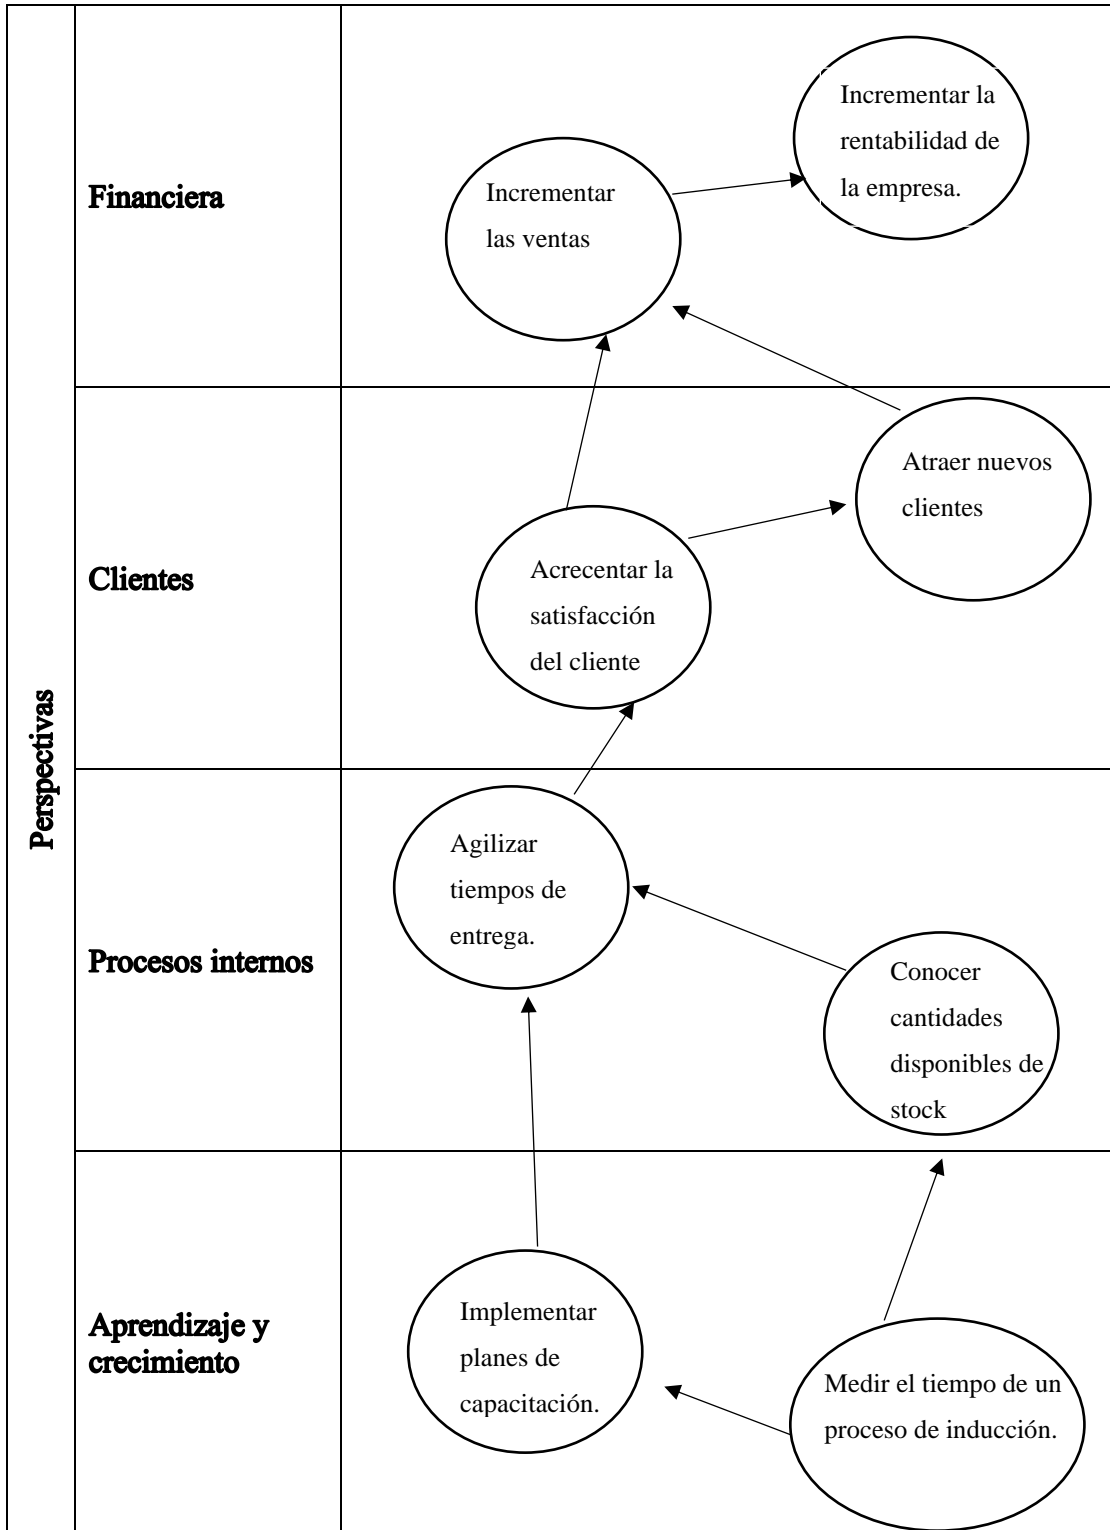 Perspectivas
Financiera
Incrementar la
rentabilidad de
la empresa.
Incrementar
las ventas
Clientes
Atraer nuevos
clientes
Acrecentar la
satisfacción
del cliente
Procesos internos
Agilizar
tiempos de
entrega.
Conocer
cantidades
disponibles de
stock
Aprendizaje y
crecimiento
Implementar
planes de
capacitación.
Medir el tiempo de un
proceso de inducción.